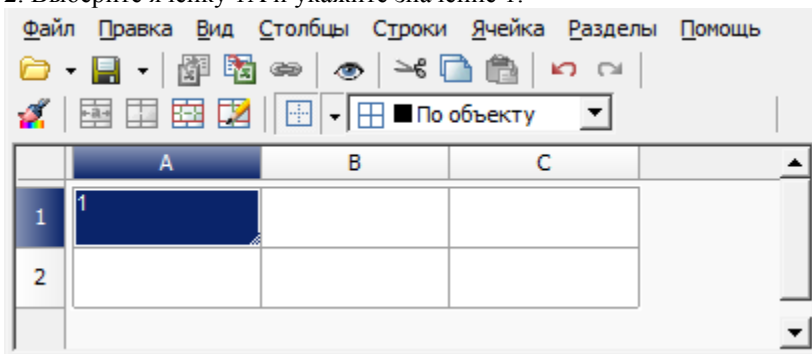 2. Выберите ячейку 1A и укажите значение 1.
Файл Правка Вид Столбцы Строки Ячейка Разделы Помощь
По объекту
A B C
1 1
2